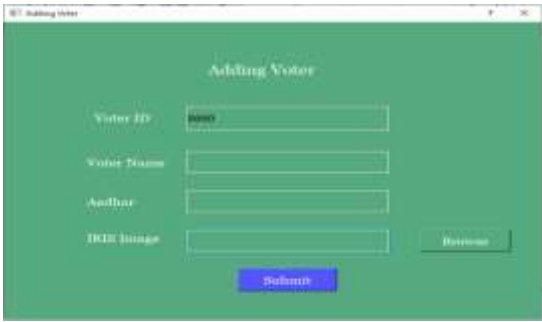 Adding Voter
Adding Voter
Voter ID
Voter Name
Aadhar
IRIS Image
Browse
Submit